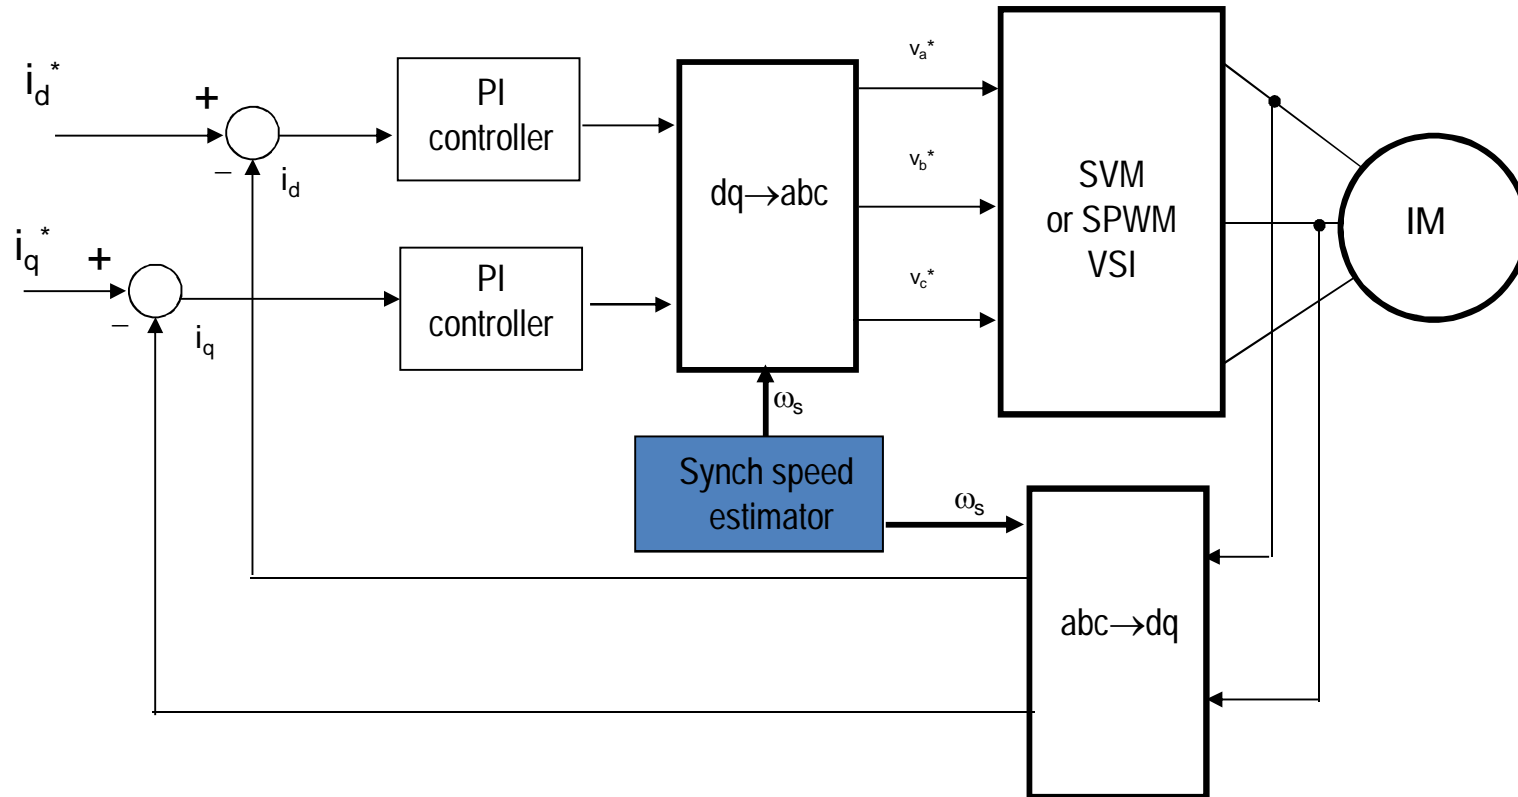 i_d^*
+
−
i_d
PI
controller
dq→abc
v_a^*
v_b^*
v_c^*
SVM
or SPWM
VSI
IM
i_q^*
+
−
i_q
PI
controller
ω_s
Synch speed
estimator
ω_s
abc→dq